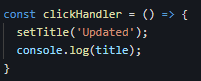 const clickHandler = () => {
  setTitle('Updated');
  console.log(title);
}